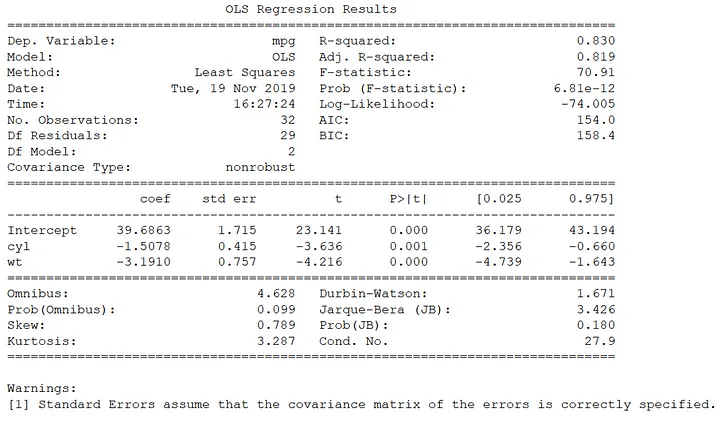 OLS Regression Results
==============================================================================
Dep. Variable:                    mpg   R-squared:                       0.830
Model:                            OLS   Adj. R-squared:                  0.819
Method:                 Least Squares   F-statistic:                     70.91
Date:                Tue, 19 Nov 2019   Prob (F-statistic):           6.81e-12
Time:                        16:27:24   Log-Likelihood:                -74.005
No. Observations:                  32   AIC:                             154.0
Df Residuals:                      29   BIC:                             158.4
Df Model:                           2
Covariance Type:            nonrobust
==============================================================================
                 coef    std err          t      P>|t|      [0.025      0.975]
------------------------------------------------------------------------------
Intercept     39.6863      1.715     23.141      0.000      36.179      43.194
cyl           -1.5078      0.415     -3.636      0.001      -2.356      -0.660
wt            -3.1910      0.757     -4.216      0.000      -4.739      -1.643
==============================================================================
Omnibus:                        4.628   Durbin-Watson:                   1.671
Prob(Omnibus):                  0.099   Jarque-Bera (JB):                3.426
Skew:                           0.789   Prob(JB):                        0.180
Kurtosis:                       3.287   Cond. No.                         27.9
==============================================================================
Warnings:
[1] Standard Errors assume that the covariance matrix of the errors is correctly specified.